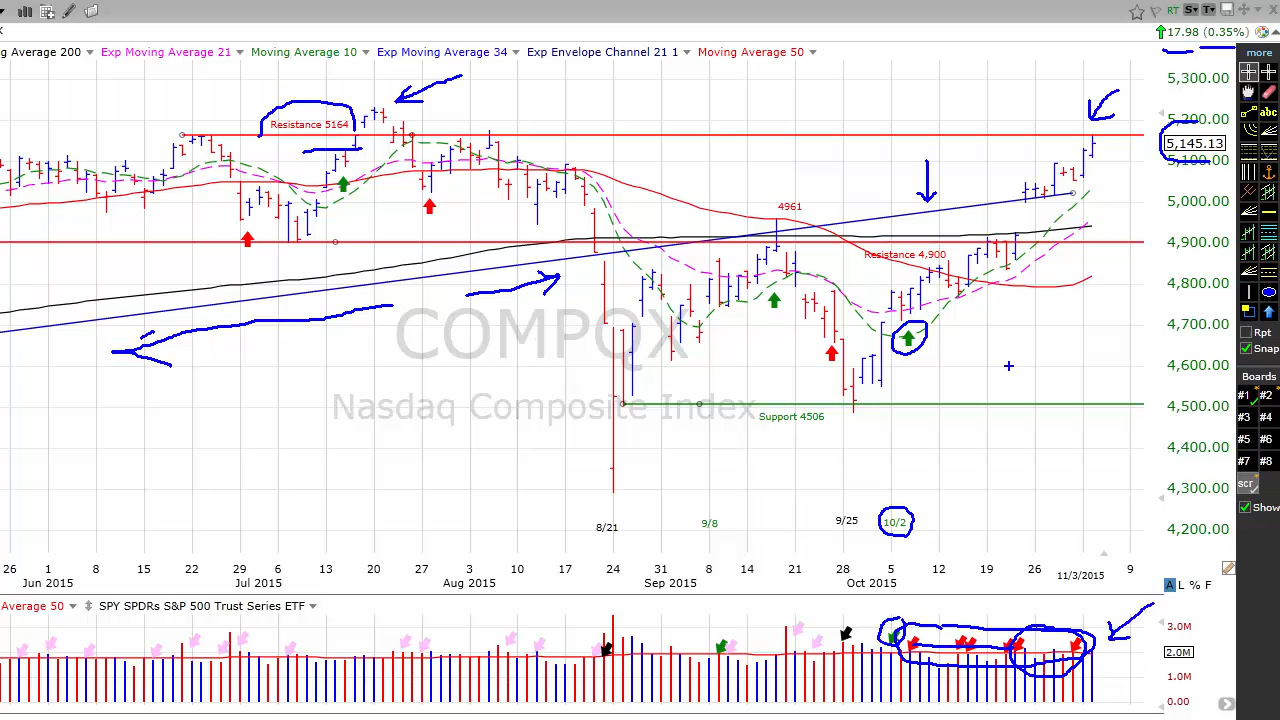 RT S▾ T▾
17.98 (0.35%)
g Average 200 Exp Moving Average 21 Moving Average 10 Exp Moving Average 34 Exp Envelope Channel 21 1 Moving Average 50
more
5,300.00
abc
Resistance 5164
5,200.00
5,145.13
5,100.00
5,000.00
4961
4,900.00
Resistance 4,900
4,800.00
4,700.00
COMPQX
Rpt
Snap
4,600.00
Boards
Nasdaq Composite Index
#1 #2
Support 4506
4,500.00
#3 #4
#5 #6
4,400.00
#7 #8
4,300.00
scr
Show
8/21 9/8 9/25 10/2
4,200.00
26 1 8 15 22 29 6 13 20 27 3 10 17 24 31 8 14 21 28 5 12 19 26 9
Jun 2015 Jul 2015 Aug 2015 Sep 2015 Oct 2015 11/3/2015
A L % F
Average 50 SPY SPDRs S&P 500 Trust Series ETF
3.0M
2.0M
1.0M
0.00